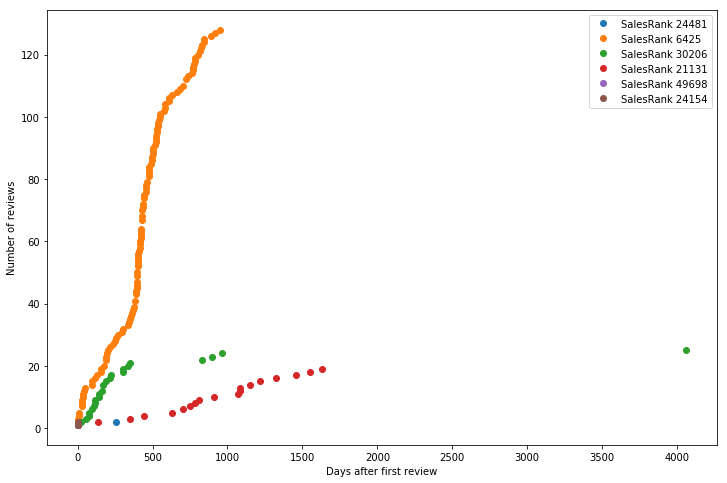 SalesRank 24481
SalesRank 6425
SalesRank 30206
SalesRank 21131
SalesRank 49698
SalesRank 24154
120
100
80
60
40
20
0
Number of reviews
0 500 1000 1500 2000 2500 3000 3500 4000
Days after first review